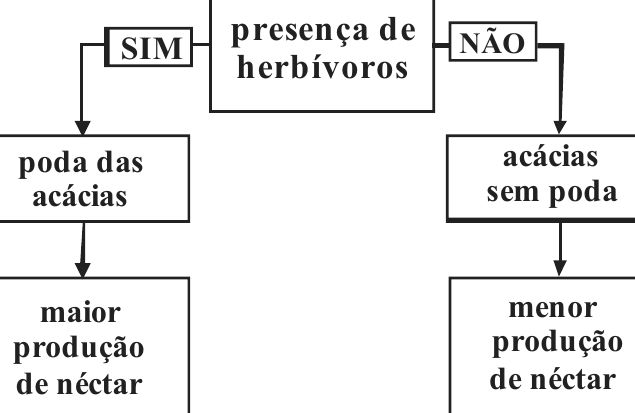 presença de
herbívoros
SIM
NÃO
poda das
acácias
acácias
sem poda
maior
produção
de néctar
menor
produção
de néctar